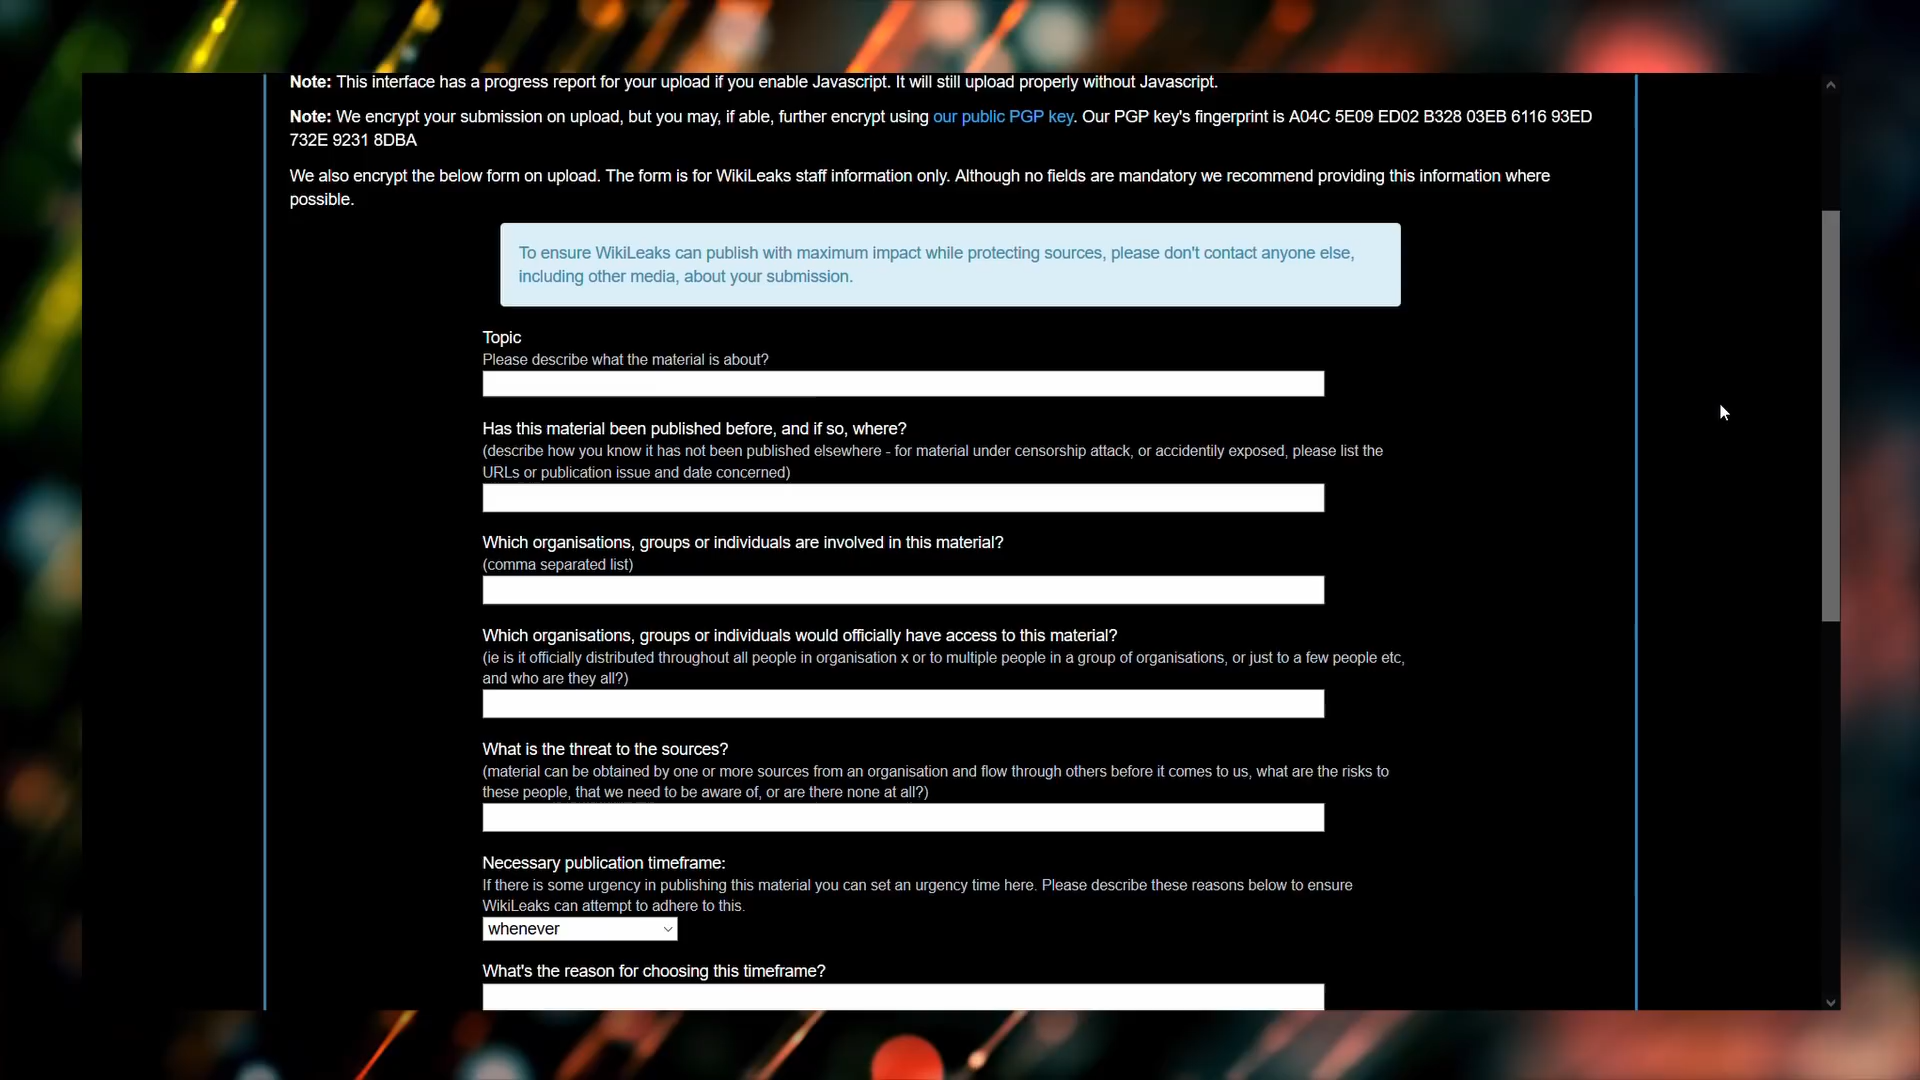 Note: This interface has a progress report for your upload if you enable Javascript. It will still upload properly without Javascript.
Note: We encrypt your submission on upload, but you may, if able, further encrypt using our public PGP key. Our PGP key's fingerprint is A04C 5E09 ED02 B328 03EB 6116 93ED
732E 9231 8DBA
We also encrypt the below form on upload. The form is for WikiLeaks staff information only. Although no fields are mandatory we recommend providing this information where
possible.
To ensure WikiLeaks can publish with maximum impact while protecting sources, please don't contact anyone else,
including other media, about your submission.
Topic
Please describe what the material is about?
Has this material been published before, and if so, where?
(describe how you know it has not been published elsewhere - for material under censorship attack, or accidently exposed, please list the
URLs or publication issue and date concerned)
Which organisations, groups or individuals are involved in this material?
(comma separated list)
Which organisations, groups or individuals would officially have access to this material?
(ie is it officially distributed throughout all people in organisation x or to multiple people in a group of organisations, or just to a few people etc,
and who are they all?)
What is the threat to the sources?
(material can be obtained by one or more sources from an organisation and flow through others before it comes to us, what are the risks to
these people, that we need to be aware of, or are there none at all?)
Necessary publication timeframe:
If there is some urgency in publishing this material you can set an urgency time here. Please describe these reasons below to ensure
WikiLeaks can attempt to adhere to this.
whenever
What's the reason for choosing this timeframe?